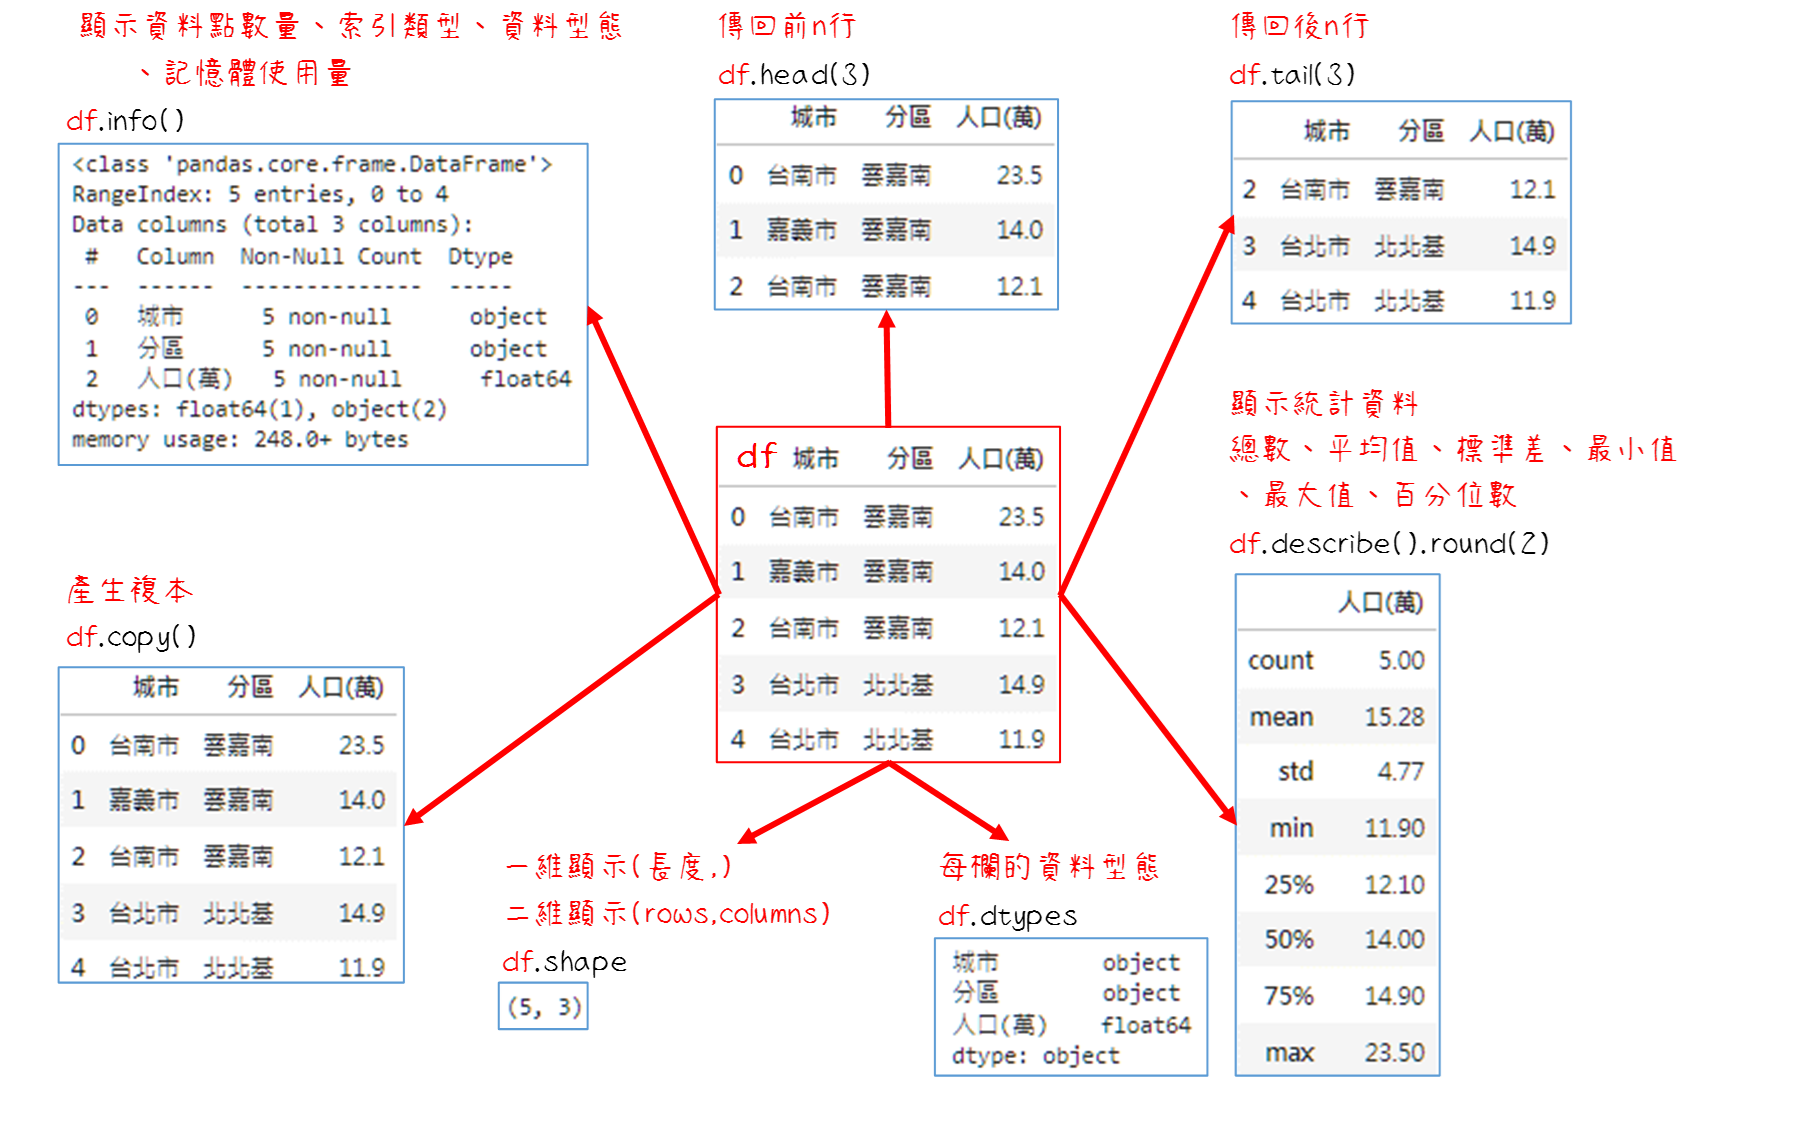 顯示資料點數量、索引類型、資料型態
、記憶體使用量
df.info()
<class 'pandas.core.frame.DataFrame'>
RangeIndex: 5 entries, 0 to 4
Data columns (total 3 columns):
#   Column   Non-Null Count   Dtype
---  ------  --------------  -----
0   城市   5 non-null   object
1   分區   5 non-null   object
2   人口(萬)   5 non-null   float64
dtypes: float64(1), object(2)
memory usage: 248.0+ bytes
傳回前n行
df.head(3)
城市 分區 人口(萬)
0 台南市 雲嘉南 23.5
1 嘉義市 雲嘉南 14.0
2 台南市 雲嘉南 12.1
傳回後n行
df.tail(3)
城市 分區 人口(萬)
2 台南市 雲嘉南 12.1
3 台北市 北北基 14.9
4 台北市 北北基 11.9
df 城市 分區 人口(萬)
0 台南市 雲嘉南 23.5
1 嘉義市 雲嘉南 14.0
2 台南市 雲嘉南 12.1
3 台北市 北北基 14.9
4 台北市 北北基 11.9
顯示統計資料
總數、平均值、標準差、最小值
、最大值、百分位數
df.describe().round(2)
人口(萬)
count 5.00
mean 15.28
std 4.77
min 11.90
25% 12.10
50% 14.00
75% 14.90
max 23.50
產生複本
df.copy()
城市 分區 人口(萬)
0 台南市 雲嘉南 23.5
1 嘉義市 雲嘉南 14.0
2 台南市 雲嘉南 12.1
3 台北市 北北基 14.9
4 台北市 北北基 11.9
一維顯示(長度,)
二維顯示(rows,columns)
df.shape
(5, 3)
每欄的資料型態
df.dtypes
城市 object
分區 object
人口(萬) float64
dtype: object